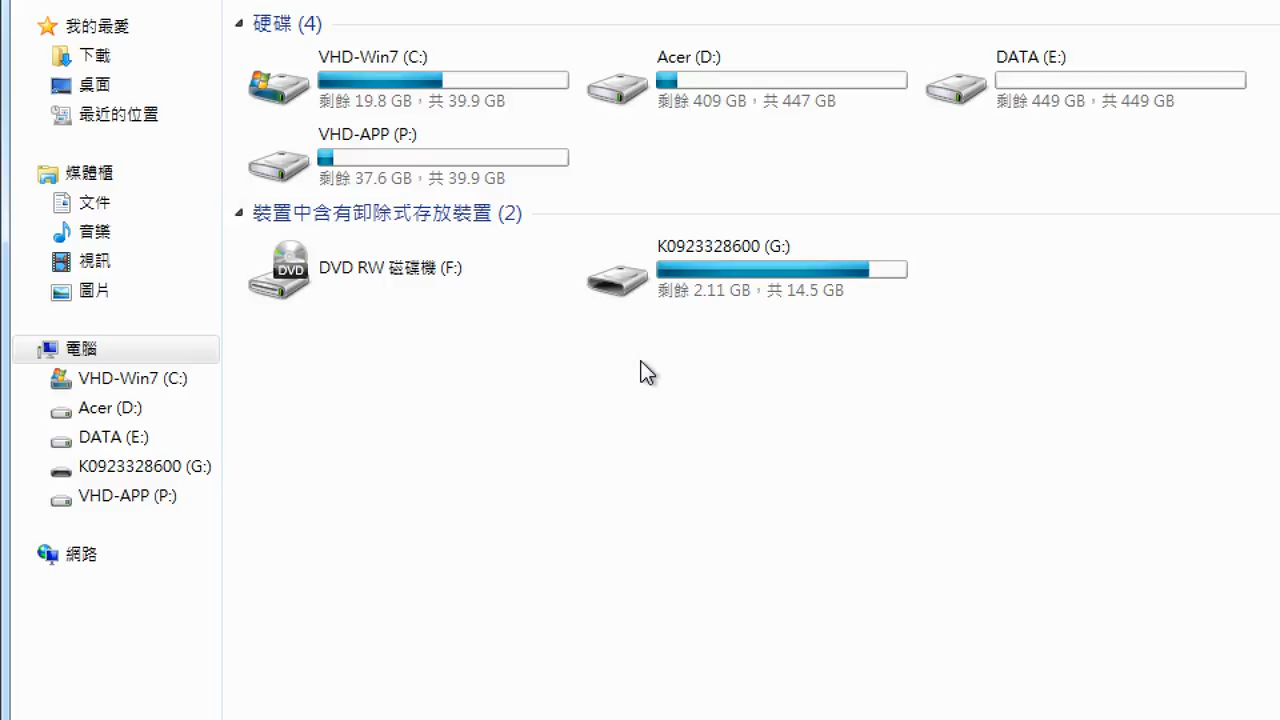 我的最愛
下載
桌面
最近的位置
媒體櫃
文件
音樂
視訊
圖片
電腦
VHD-Win7 (C:)
Acer (D:)
DATA (E:)
K0923328600 (G:)
VHD-APP (P:)
網路
硬碟 (4)
VHD-Win7 (C:)
剩餘 19.8 GB，共 39.9 GB
Acer (D:)
剩餘 409 GB，共 447 GB
DATA (E:)
剩餘 449 GB，共 449 GB
VHD-APP (P:)
剩餘 37.6 GB，共 39.9 GB
裝置中含有卸除式存放裝置 (2)
DVD
DVD RW 磁碟機 (F:)
K0923328600 (G:)
剩餘 2.11 GB，共 14.5 GB